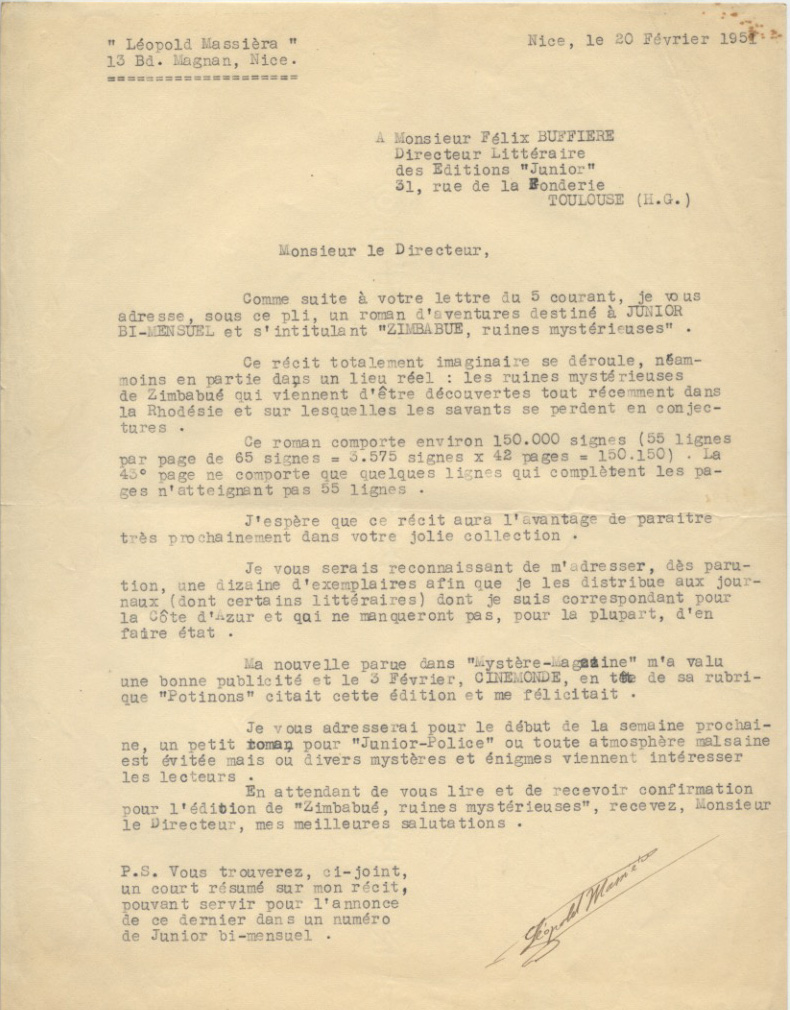 " Léopold Massièra "
13 Bd. Magnan, Nice.
====================
Nice, le 20 Février 1951
A Monsieur Félix BUFFIERE
Directeur Littéraire
des Editions "Junior"
31, rue de la Fonderie
TOULOUSE (H.G.)
Monsieur le Directeur,
Comme suite à votre lettre du 5 courant, je vous
adresse, sous ce pli, un roman d'aventures destiné à JUNIOR
BI-MENSUEL et s'intitulant "ZIMBABUE, ruines mystérieuses" .
Ce récit totalement imaginaire se déroule, néam-
moins en partie dans un lieu réel : les ruines mystérieuses
de Zimbabué qui viennent d'être découvertes tout récemment dans
la Rhodésie et sur lesquelles les savants se perdent en conjec-
tures .
Ce roman comporte environ 150.000 signes (55 lignes
par page de 65 signes = 3.575 signes x 42 pages = 150.150) . La
43° page ne comporte que quelques lignes qui complètent les pa-
ges n'atteignant pas 55 lignes .
J'espère que ce récit aura l'avantage de paraitre
très prochainement dans votre jolie collection .
Je vous serais reconnaissant de m'adresser, dès paru-
tion, une dizaine d'exemplaires afin que je les distribue aux jour-
naux (dont certains littéraires) dont je suis correspondant pour
la Côte d'Azur et qui ne manqueront pas, pour la plupart, d'en
faire état .
Ma nouvelle parue dans "Mystère-Magazine" m'a valu
une bonne publicité et le 3 Février, CINEMONDE, en tête de sa rubri-
que "Potinons" citait cette édition et me félicitait .
Je vous adresserai pour le début de la semaine prochai-
ne, un petit roman pour "Junior-Police" ou toute atmosphère malsaine
est évitée mais ou divers mystères et énigmes viennent intéresser
les lecteurs .
En attendant de vous lire et de recevoir confirmation
pour l'édition de "Zimbabué, ruines mystérieuses", recevez, Monsieur
le Directeur, mes meilleures salutations .
P.S. Vous trouverez, ci-joint,
un court résumé sur mon récit,
pouvant servir pour l'annonce
de ce dernier dans un numéro
de Junior bi-mensuel .
Léopold Massièra